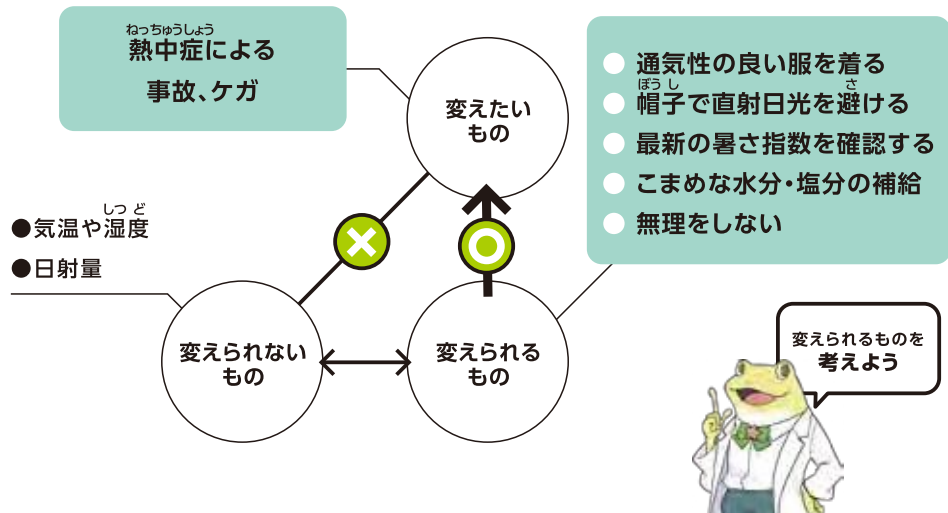 ねっちゅうしょう
熱中症による
事故、ケガ
変えたい
もの
●通気性の良い服を着る
ぼうし さ
●帽子で直射日光を避ける
●最新の暑さ指数を確認する
●こまめな水分・塩分の補給
●無理をしない
しつど
●気温や湿度
●日射量
変えられない
もの
変えられる
もの
変えられるものを
考えよう